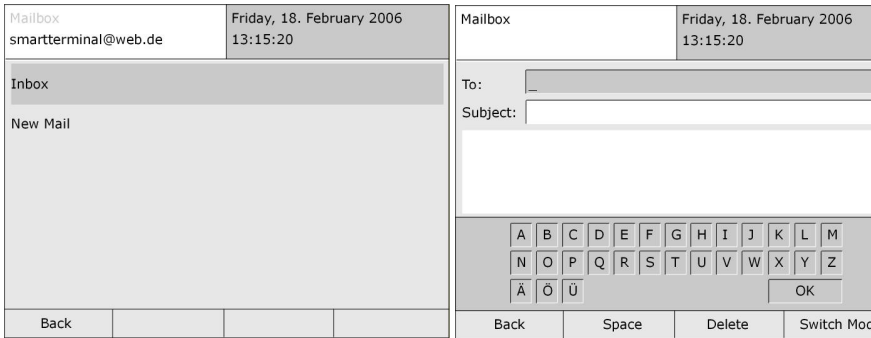 Mailbox
smartterminal@web.de
Friday, 18. February 2006
13:15:20
Inbox
New Mail
Back
Mailbox
Friday, 18. February 2006
13:15:20
To: _
Subject:
A B C D E F G H I J K L M
N O P Q R S T U V W X Y Z
Ä Ö Ü OK
Back Space Delete Switch Mod